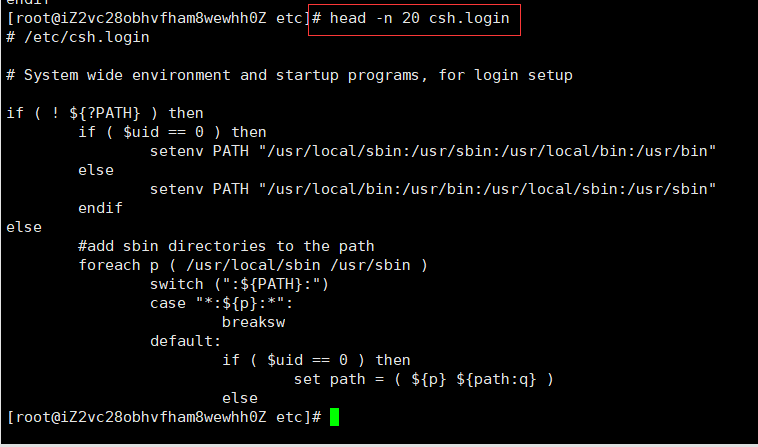 endif
[root@iZ2vc28obhvfham8wewhh0Z etc]# head -n 20 csh.login
# /etc/csh.login

# System wide environment and startup programs, for login setup

if ( ! ${?PATH} ) then
        if ( $uid == 0 ) then
                setenv PATH "/usr/local/sbin:/usr/sbin:/usr/local/bin:/usr/bin"
        else
                setenv PATH "/usr/local/bin:/usr/bin:/usr/local/sbin:/usr/sbin"
        endif
else
        #add sbin directories to the path
        foreach p ( /usr/local/sbin /usr/sbin )
                switch (":${PATH}:")
                case "*:${p}:*":
                        breaksw
                default:
                        if ( $uid == 0 ) then
                                set path = ( ${p} ${path:q} )
                        else
[root@iZ2vc28obhvfham8wewhh0Z etc]#